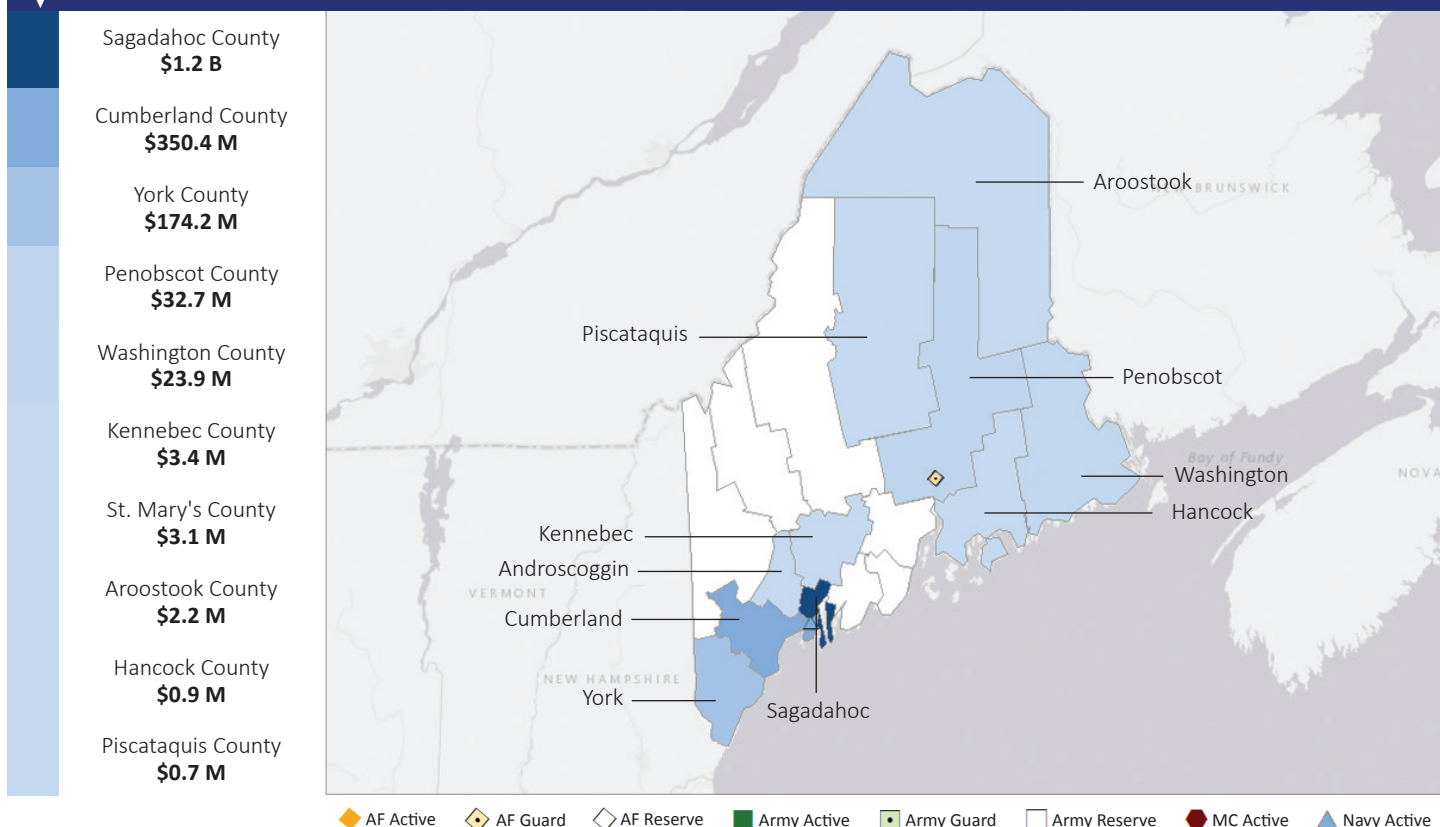 Sagadahoc County
$1.2 B
Cumberland County
$350.4 M
York County
$174.2 M
Penobscot County
$32.7 M
Washington County
$23.9 M
Kennebec County
$3.4 M
St. Mary's County
$3.1 M
Aroostook County
$2.2 M
Hancock County
$0.9 M
Piscataquis County
$0.7 M
Aroostook
NEW BRUNSWICK
Piscataquis
Penobscot
Bay of Fundy
Washington
NOVA
Hancock
Kennebec
Androscoggin
VERMONT
Cumberland
NEW HAMPSHIRE
York
Sagadahoc
AF Active AF Guard AF Reserve Army Active Army Guard Army Reserve MC Active Navy Active